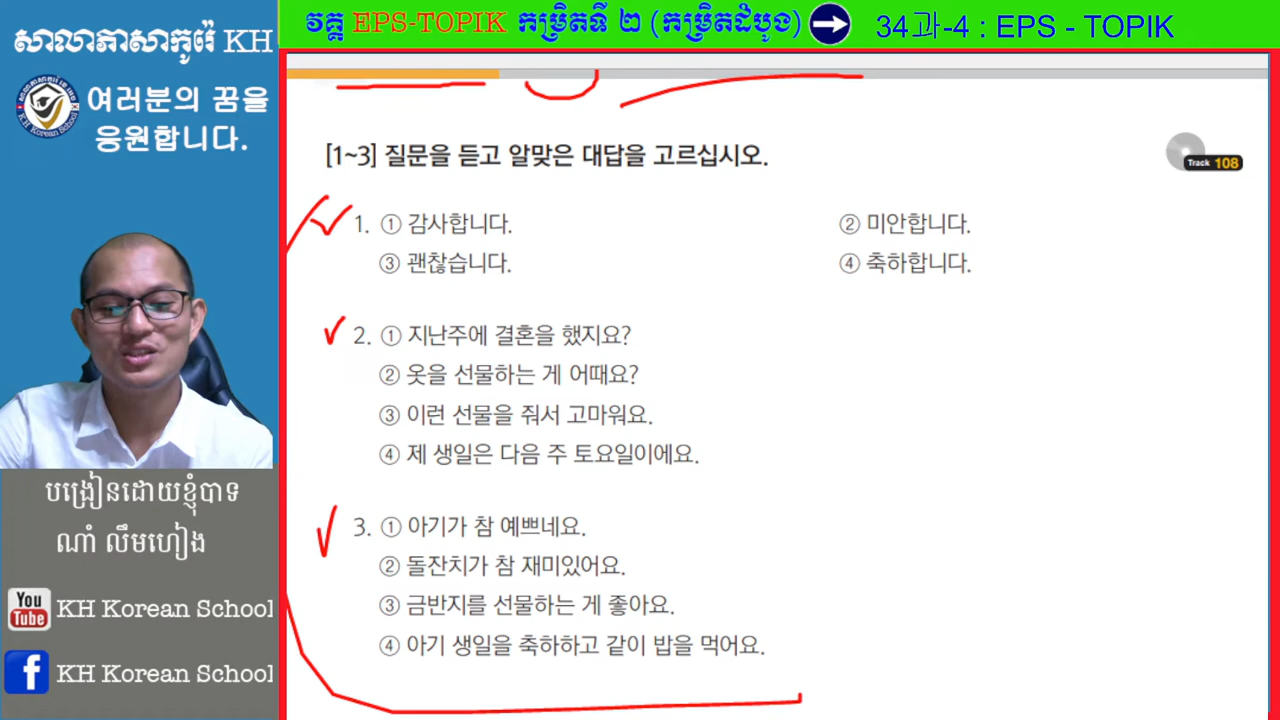 សាលាភាសាកូរ៉េ KH
여러분의 꿈을
응원합니다.
KH Korean School
វគ្គ EPS-TOPIK កម្រិតទី ២ (កម្រិតដំបូង)
34과-4 : EPS - TOPIK
[1~3] 질문을 듣고 알맞은 대답을 고르십시오.
Track 108
1. ① 감사합니다. ② 미안합니다.
③ 괜찮습니다. ④ 축하합니다.
2. ① 지난주에 결혼을 했지요?
② 옷을 선물하는 게 어때요?
③ 이런 선물을 줘서 고마워요.
④ 제 생일은 다음 주 토요일이에요.
3. ① 아기가 참 예쁘네요.
② 돌잔치가 참 재미있어요.
③ 금반지를 선물하는 게 좋아요.
④ 아기 생일을 축하하고 같이 밥을 먹어요.
បង្រៀនដោយខ្ញុំបាទ
ណាំ លឹមហៀង
You Tube KH Korean School
f KH Korean School